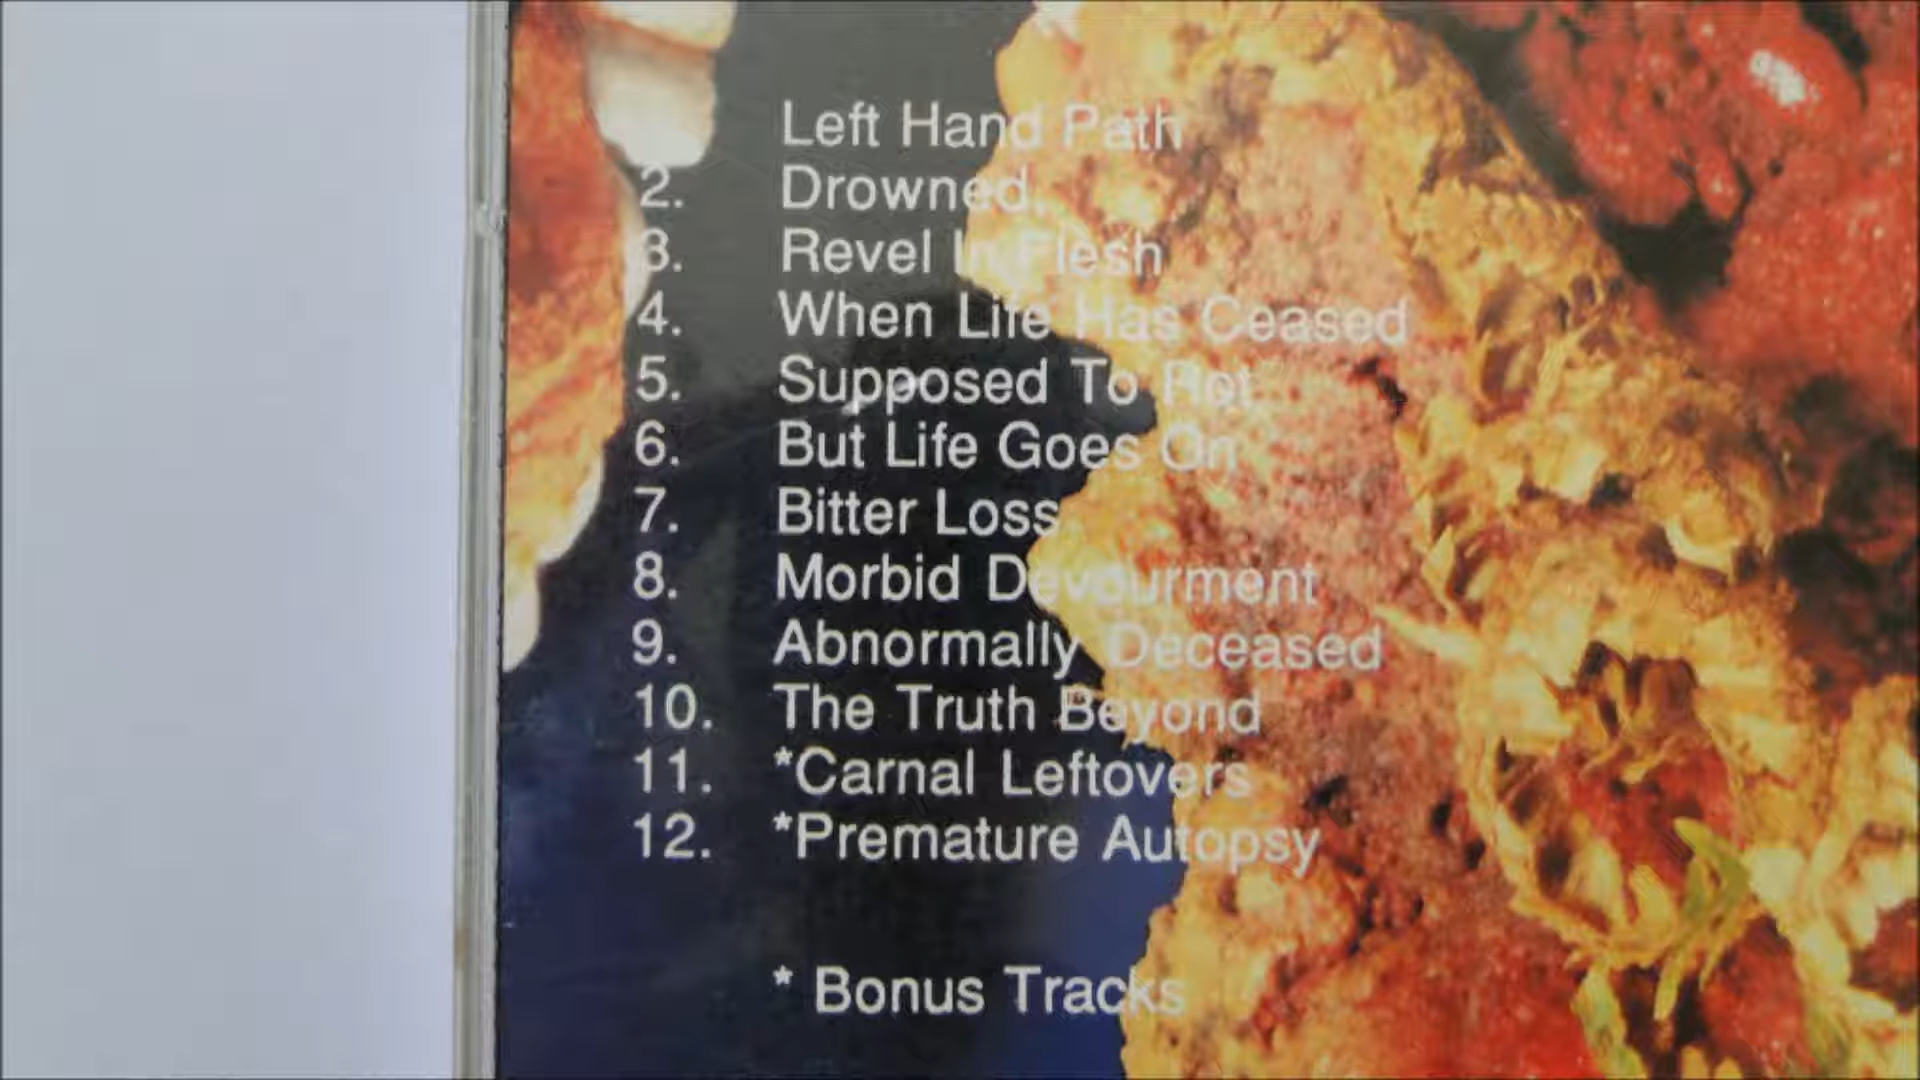 Left Hand Path
2. Drowned
3. Revel In Flesh
4. When Life Has Ceased
5. Supposed To Rot
6. But Life Goes On
7. Bitter Loss
8. Morbid Devourment
9. Abnormally Deceased
10. The Truth Beyond
11. *Carnal Leftovers
12. *Premature Autopsy
* Bonus Tracks